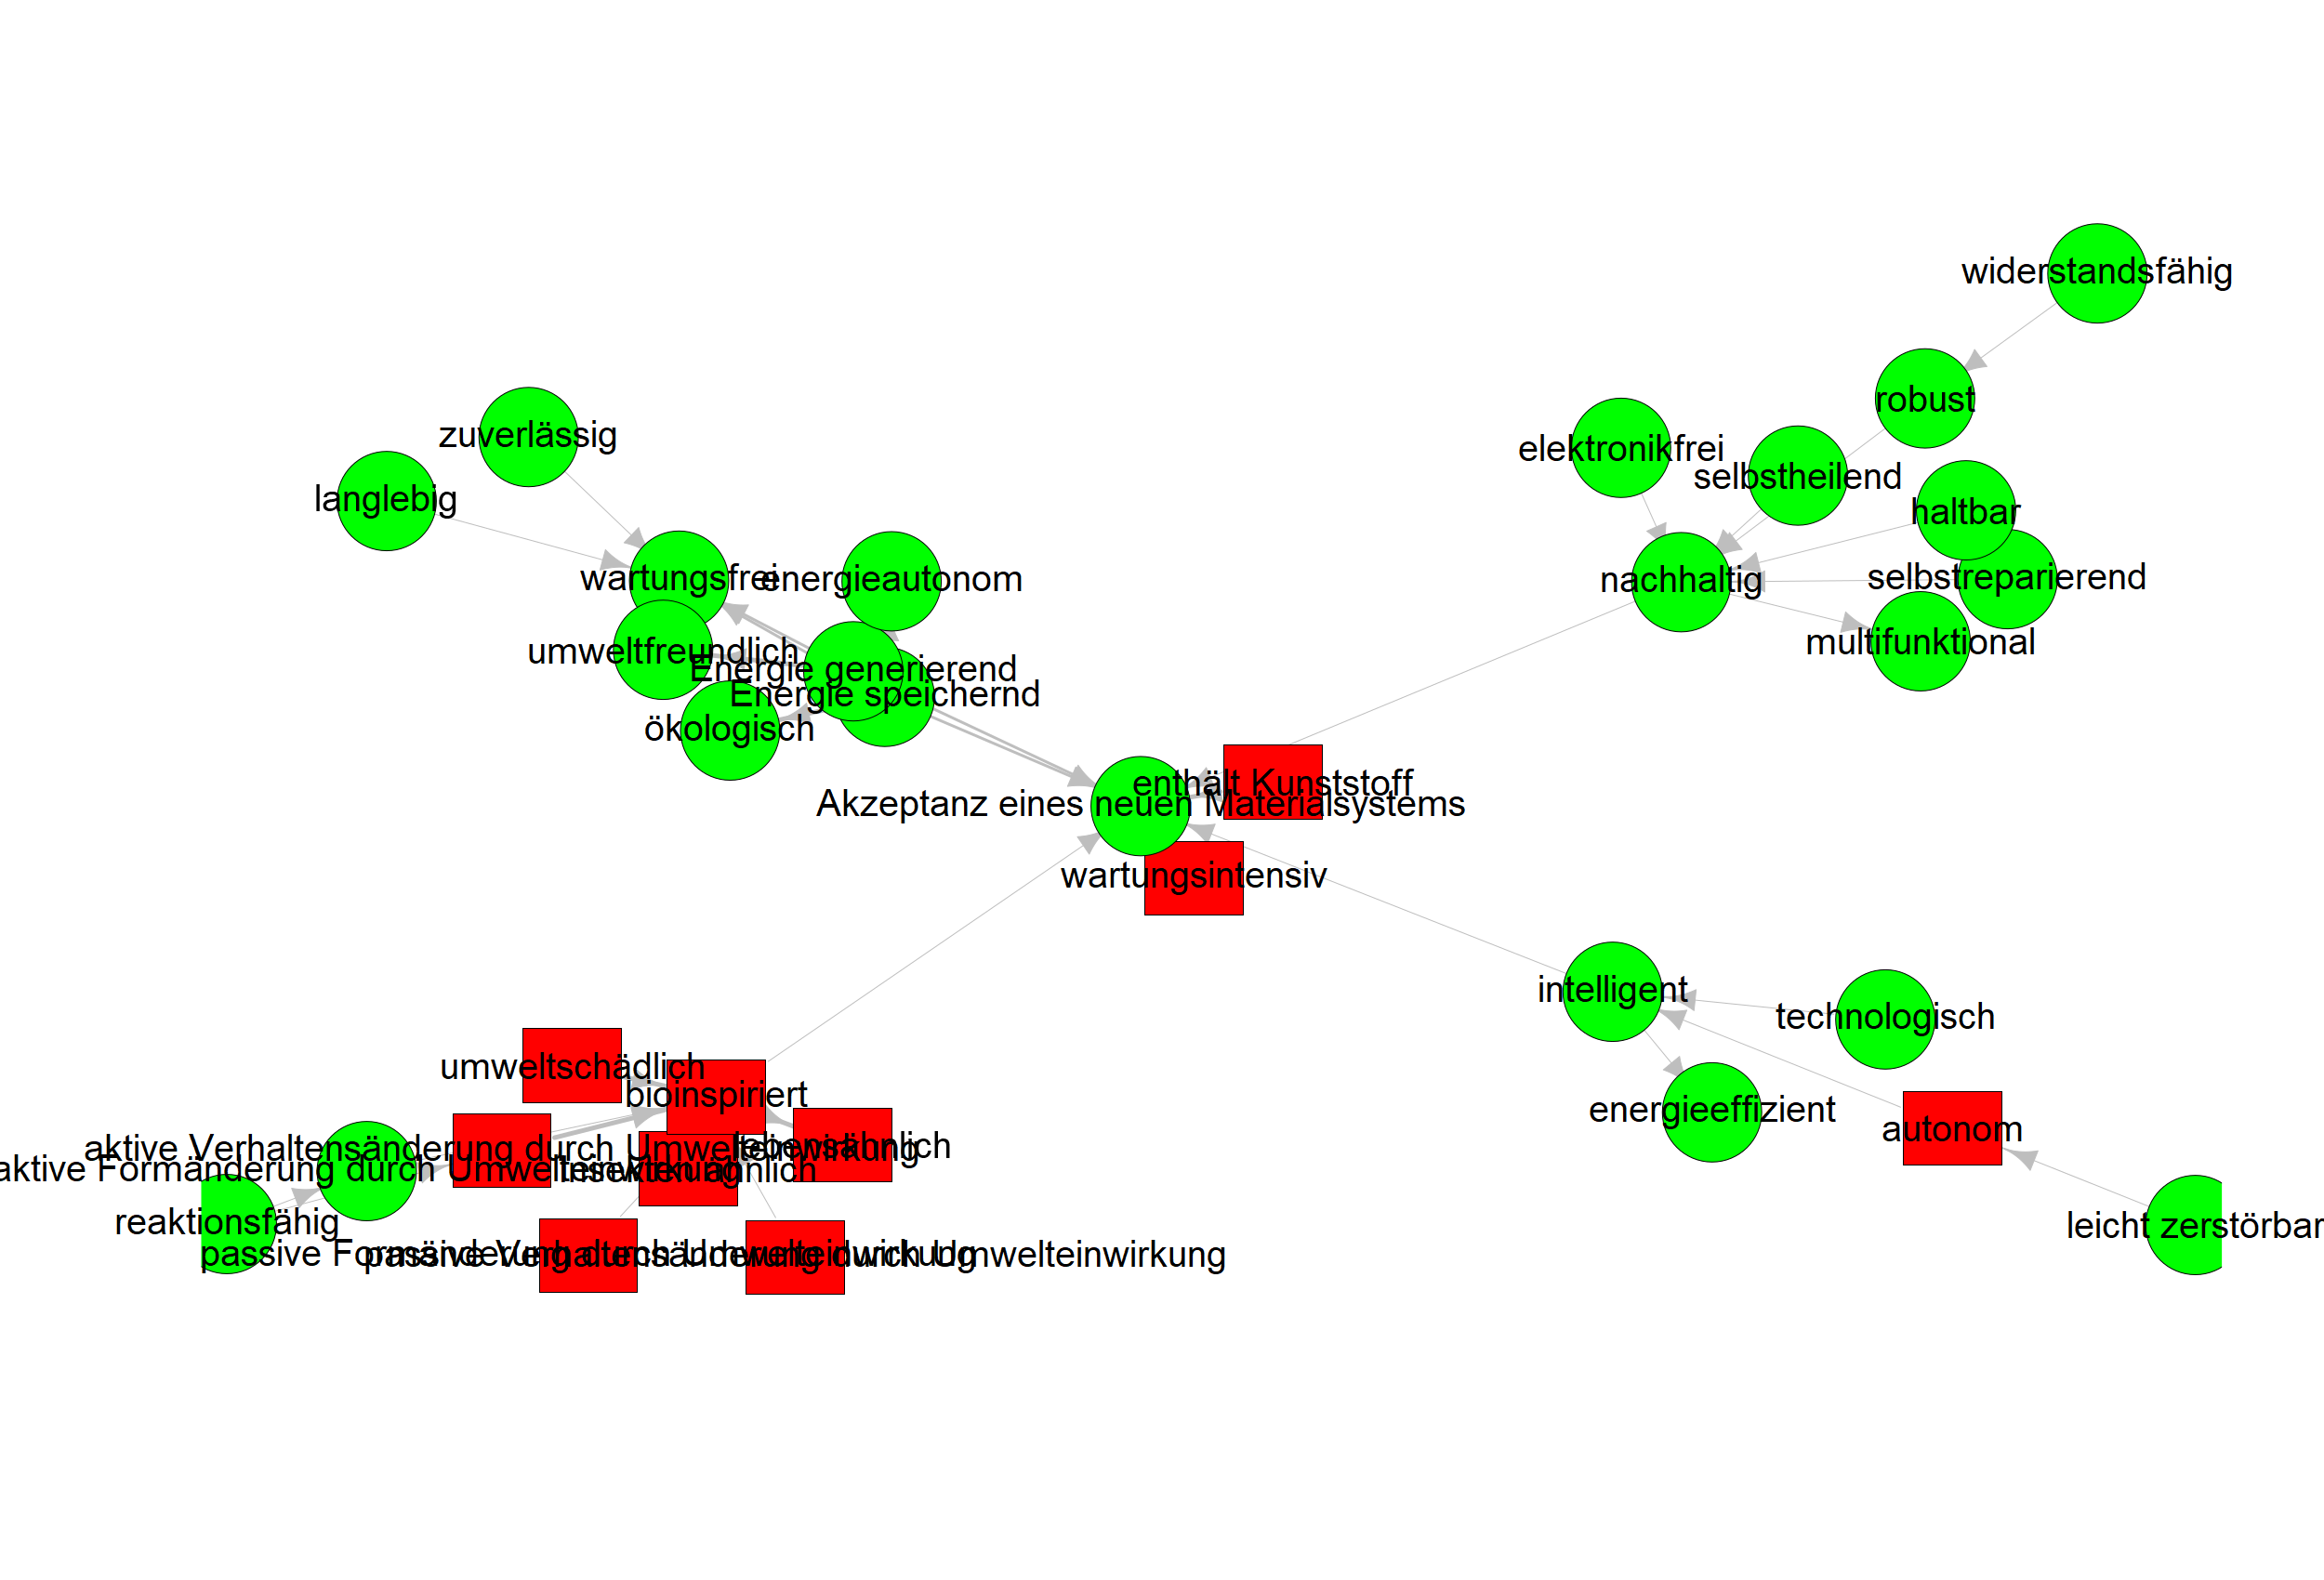 widerstandsfähig
robust
zuverlässig
elektronikfrei
selbstheilend
langlebig
haltbar
wartungsfrei
energieautonom
nachhaltig
selbstreparierend
umweltfreundlich
multifunktional
Energie generierend
Energie speichernd
ökologisch
enthält Kunststoff
Akzeptanz eines neuen Materialsystems
wartungsintensiv
intelligent
technologisch
umweltschädlich
bioinspiriert
energieeffizient
autonom
aktive Verhaltensänderung durch Umwelteinwirkung
lebensähnlich
aktive Formänderung durch Umwelteinwirkung
Insekten ähnlich
reaktionsfähig
leicht zerstörbar
passive Formänderung durch Umwelteinwirkung
passive Verhaltensänderung durch Umwelteinwirkung